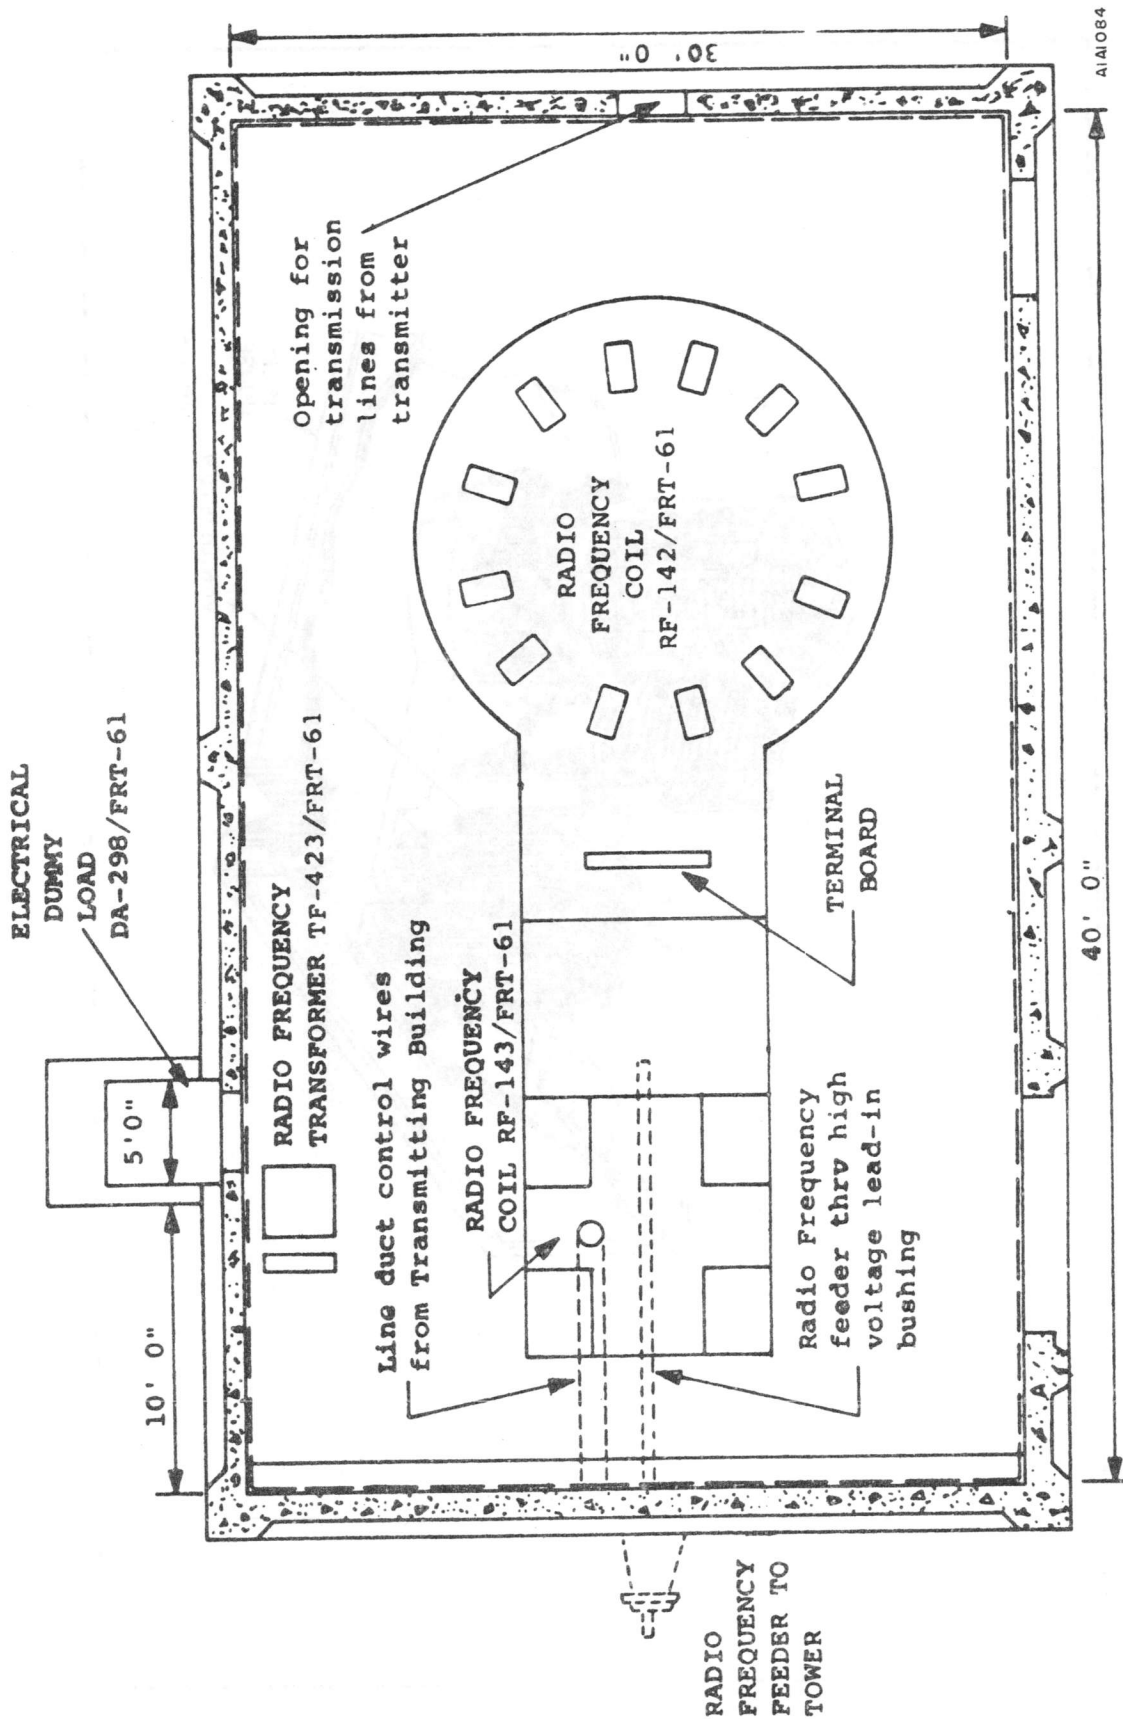 ELECTRICAL
DUMMY
LOAD
DA-298/FRT-61
10' 0"
5'0"
RADIO FREQUENCY
TRANSFORMER TF-423/FRT-61
Line duct control wires
from Transmitting Building
RADIO FREQUENCY
COIL RF-143/FRT-61
Opening for
transmission
lines from
transmitter
RADIO
FREQUENCY
COIL
RF-142/FRT-61
30' 0"
TERMINAL
BOARD
Radio Frequency
feeder thru high
voltage lead-in
bushing
RADIO
FREQUENCY
FEEDER TO
TOWER
40' 0"
A1A1084